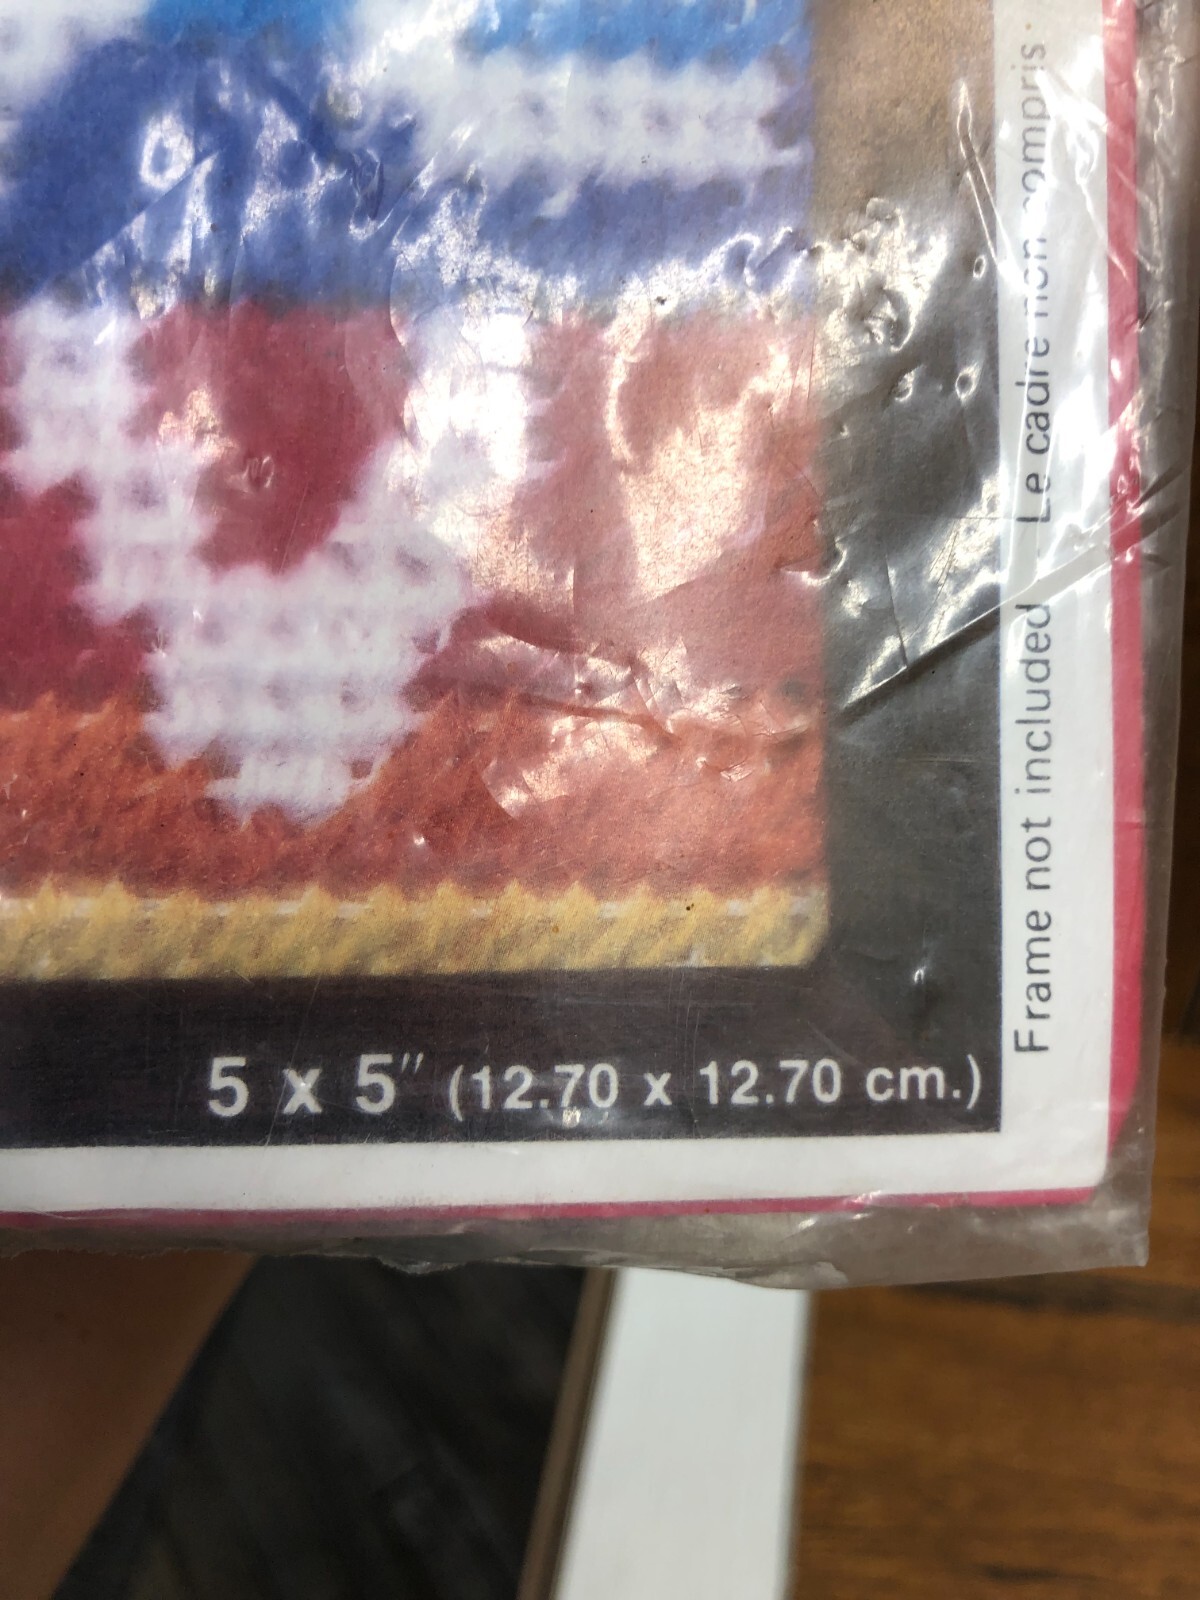 5 x 5" (12.70 x 12.70 cm.)
Frame not included Le cadre non compris